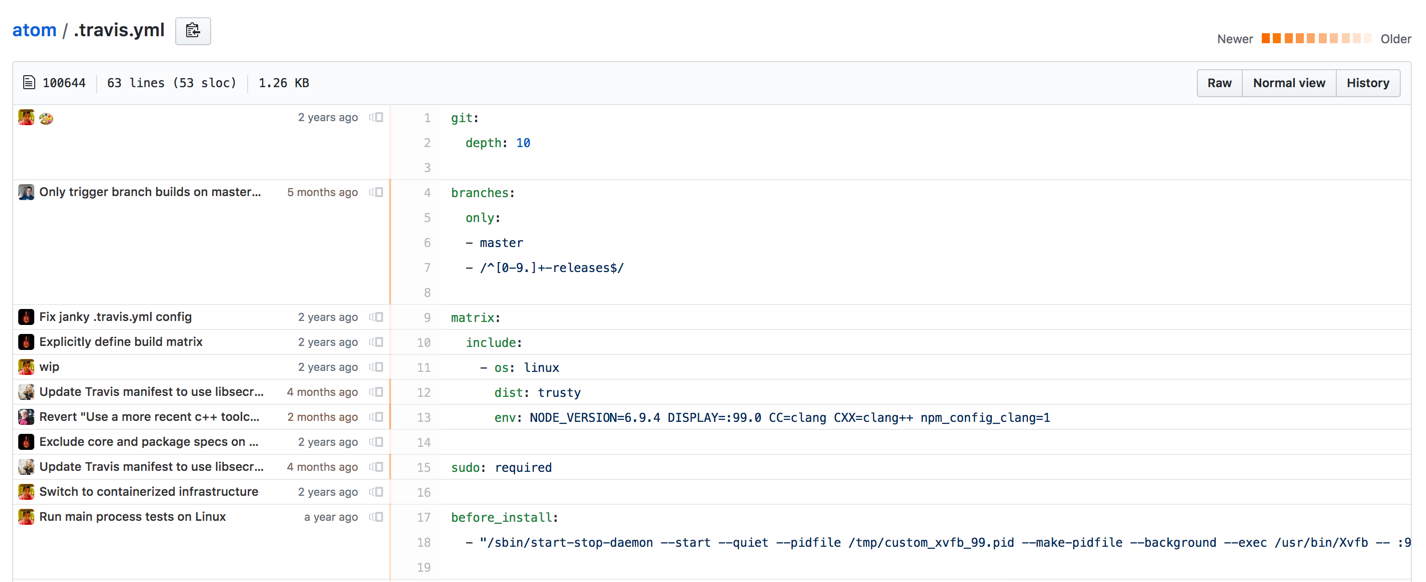 atom / .travis.yml
Newer Older
100644 63 lines (53 sloc) 1.26 KB Raw Normal view History
2 years ago 1 git:
2 depth: 10
3
Only trigger branch builds on master... 5 months ago 4 branches:
5 only:
6 - master
7 - /^[0-9.]+-releases$/
8
Fix janky .travis.yml config 2 years ago 9 matrix:
Explicitly define build matrix 2 years ago 10 include:
wip 2 years ago 11 - os: linux
Update Travis manifest to use libsecr... 4 months ago 12 dist: trusty
Revert "Use a more recent c++ toolc... 2 months ago 13 env: NODE_VERSION=6.9.4 DISPLAY=:99.0 CC=clang CXX=clang++ npm_config_clang=1
Exclude core and package specs on ... 2 years ago 14
Update Travis manifest to use libsecr... 4 months ago 15 sudo: required
Switch to containerized infrastructure 2 years ago 16
Run main process tests on Linux a year ago 17 before_install:
18 - "/sbin/start-stop-daemon --start --quiet --pidfile /tmp/custom_xvfb_99.pid --make-pidfile --background --exec /usr/bin/Xvfb -- :9
19